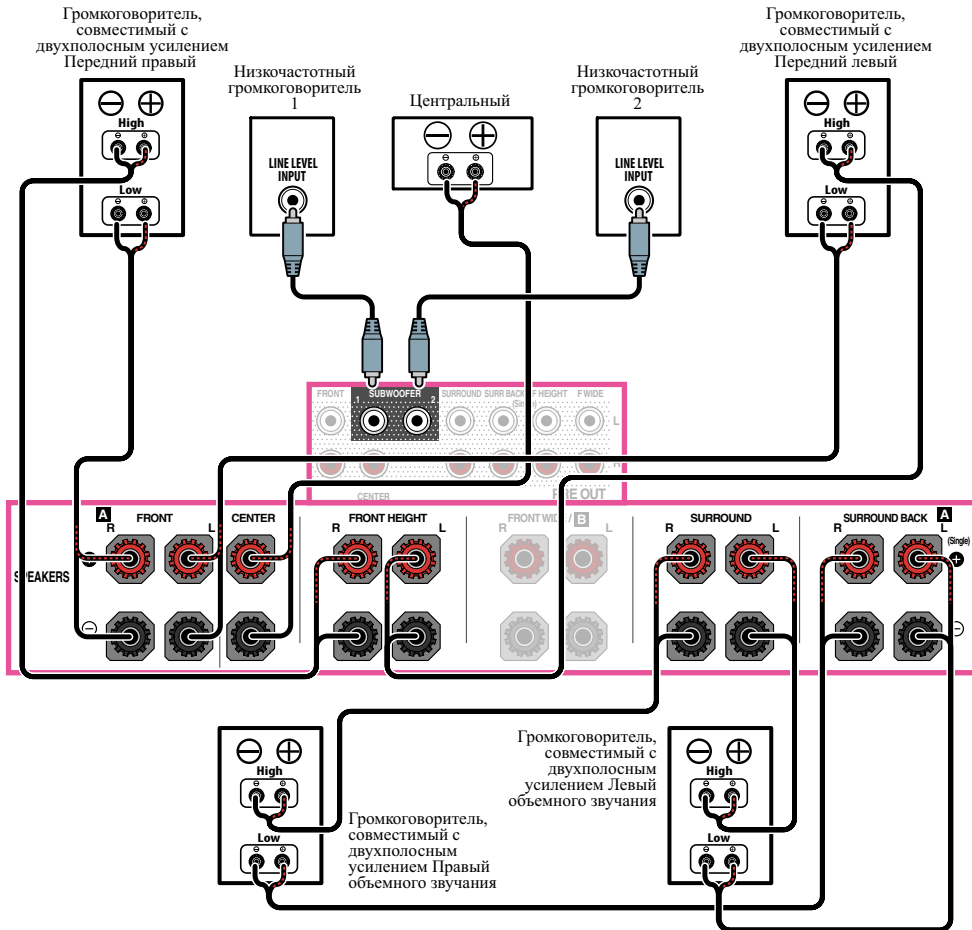 Громкоговоритель,
совместимый с
двухполосным усилением
Передний правый
Низкочастотный
громкоговоритель
1
Центральный
Низкочастотный
громкоговоритель
2
Громкоговоритель,
совместимый с
двухполосным усилением
Передний левый
High
Low
LINE LEVEL
INPUT
LINE LEVEL
INPUT
High
Low
FRONT
SUBWOOFER
1
2
SURROUND
SURR BACK
(Single)
F HEIGHT
F WIDE
L
R
CENTER
PRE OUT
A
FRONT
R
L
CENTER
FRONT HEIGHT
R
L
FRONT WIDE / B
R
L
SURROUND
R
L
SURROUND BACK
A
R
L
(Single)
SPEAKERS
High
Low
Громкоговоритель,
совместимый с
двухполосным
усилением Правый
объемного звучания
Громкоговоритель,
совместимый с
двухполосным
усилением Левый
объемного звучания
High
Low